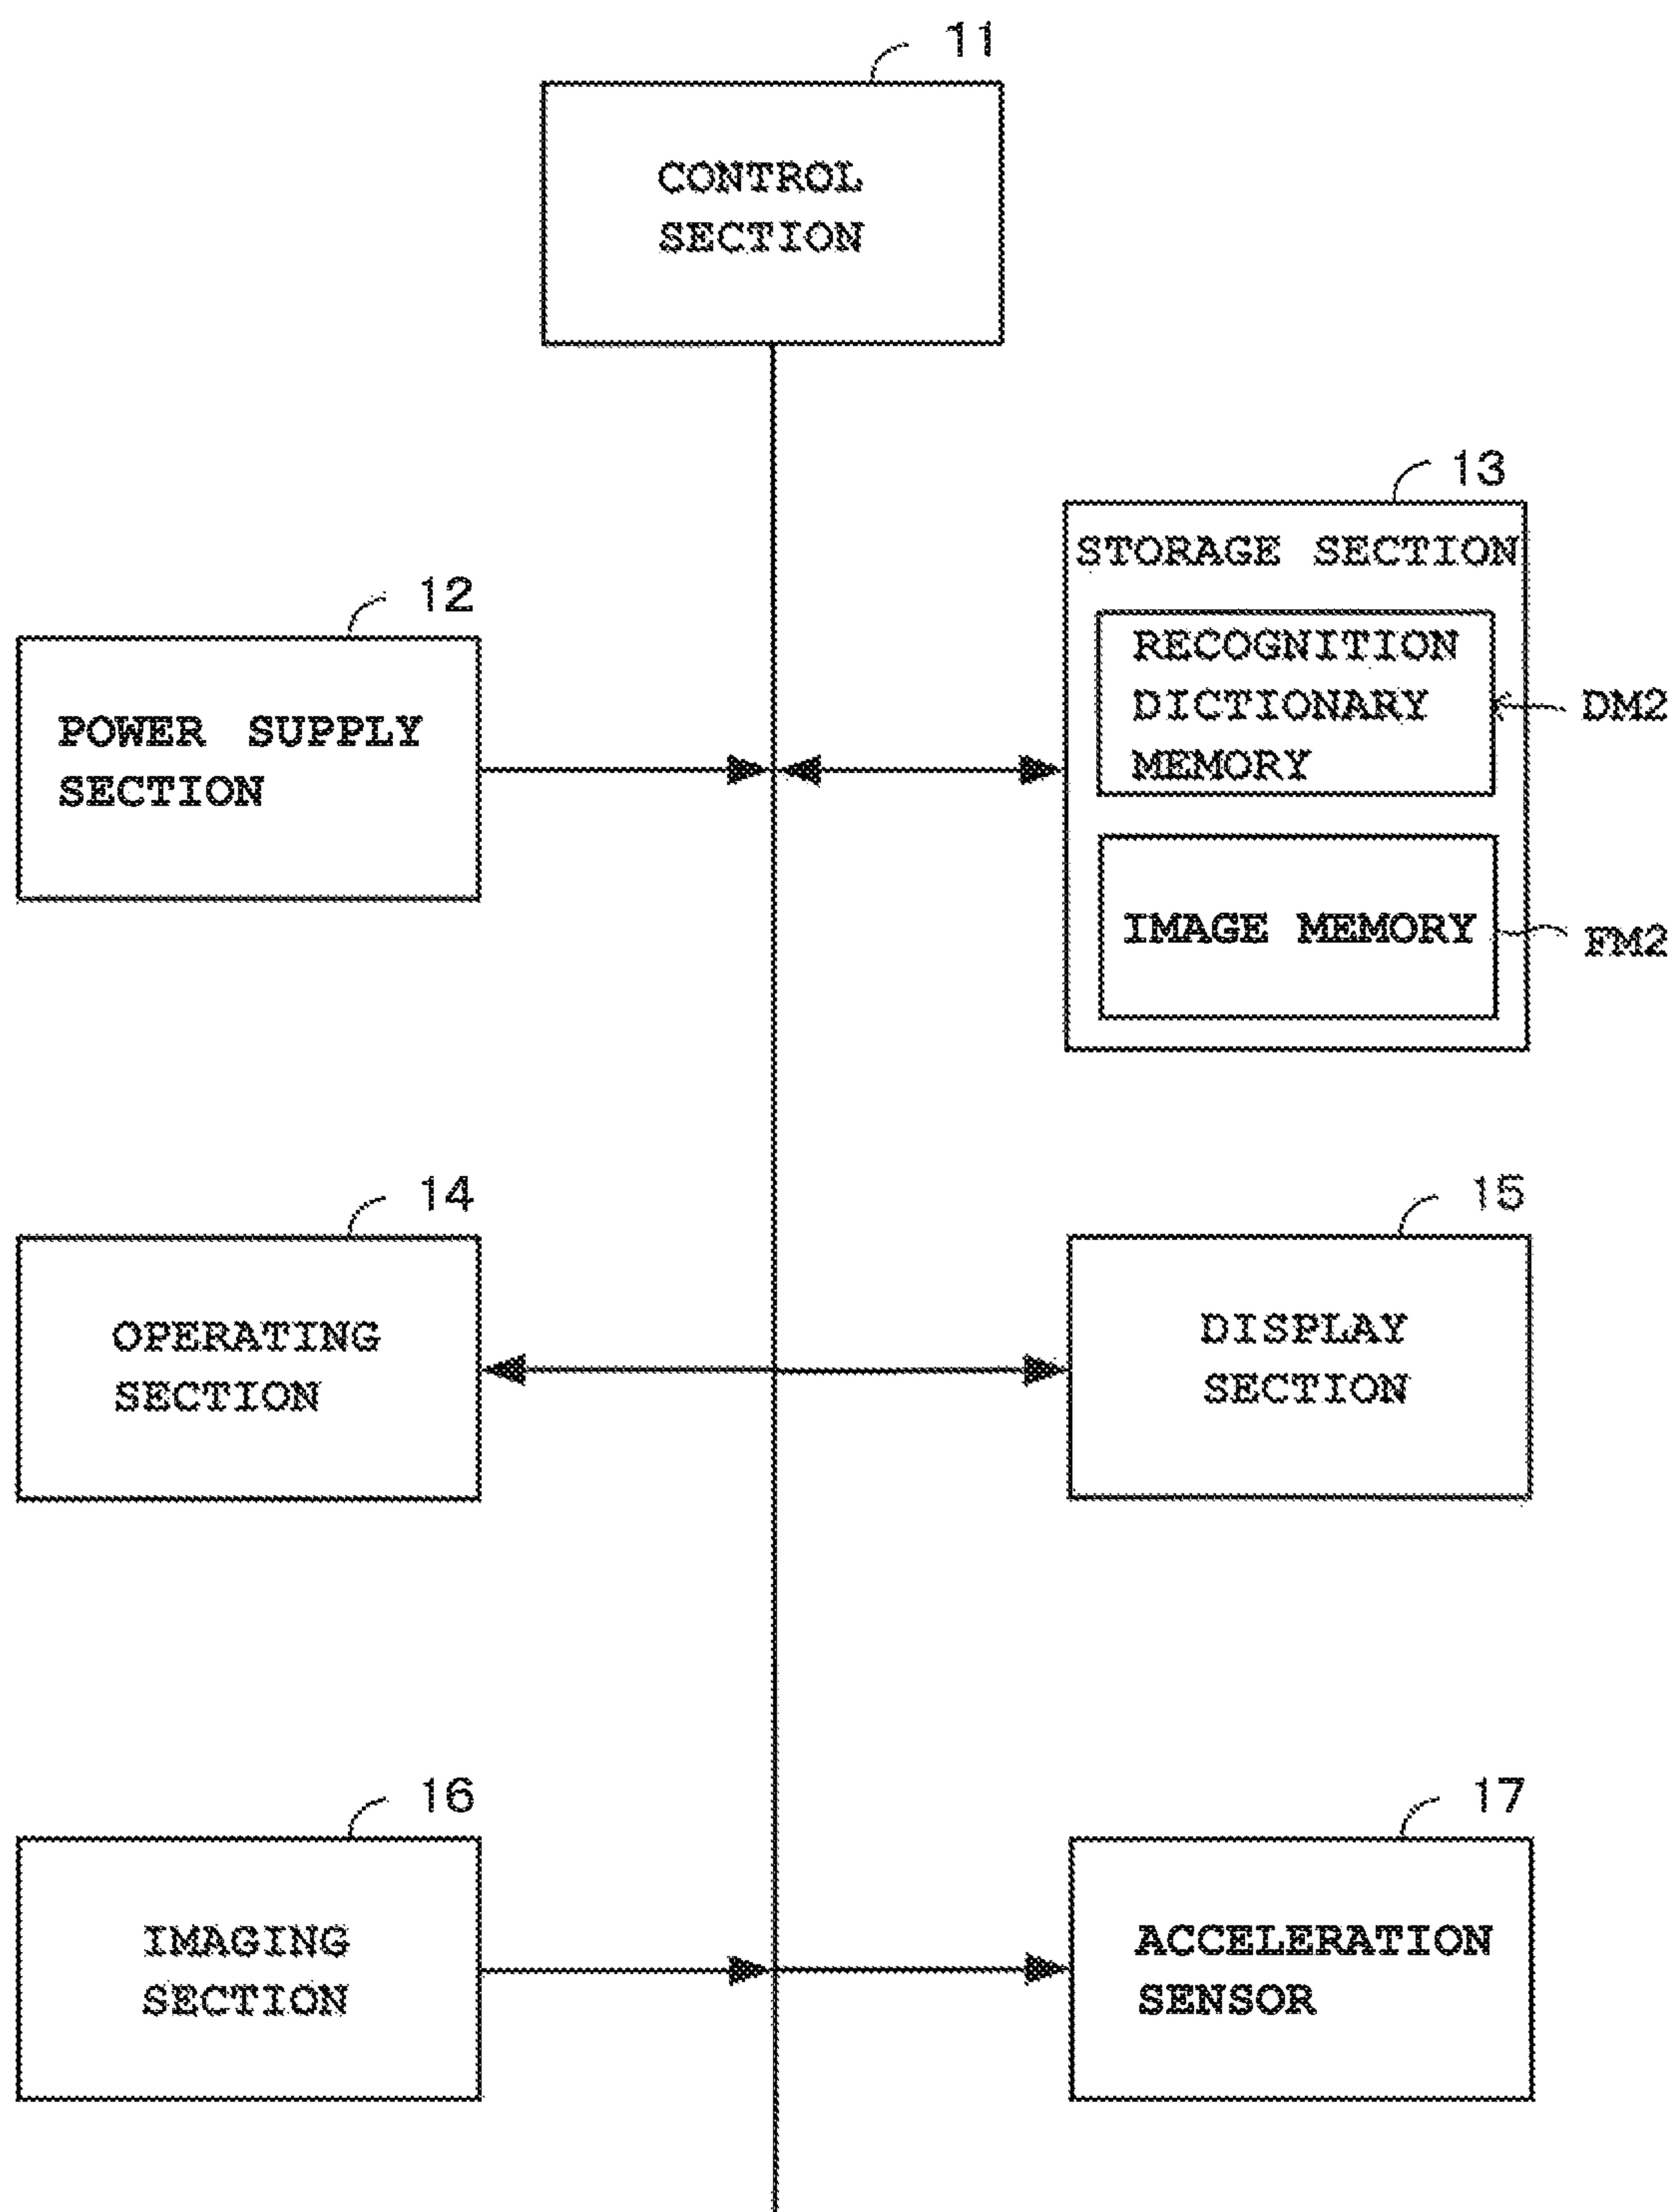 11
CONTROL
SECTION
13
STORAGE SECTION
12
RECOGNITION
DICTIONARY
MEMORY
DM2
POWER SUPPLY
SECTION
IMAGE MEMORY
FM2
14
15
OPERATING
SECTION
DISPLAY
SECTION
16
17
IMAGING
SECTION
ACCELERATION
SENSOR